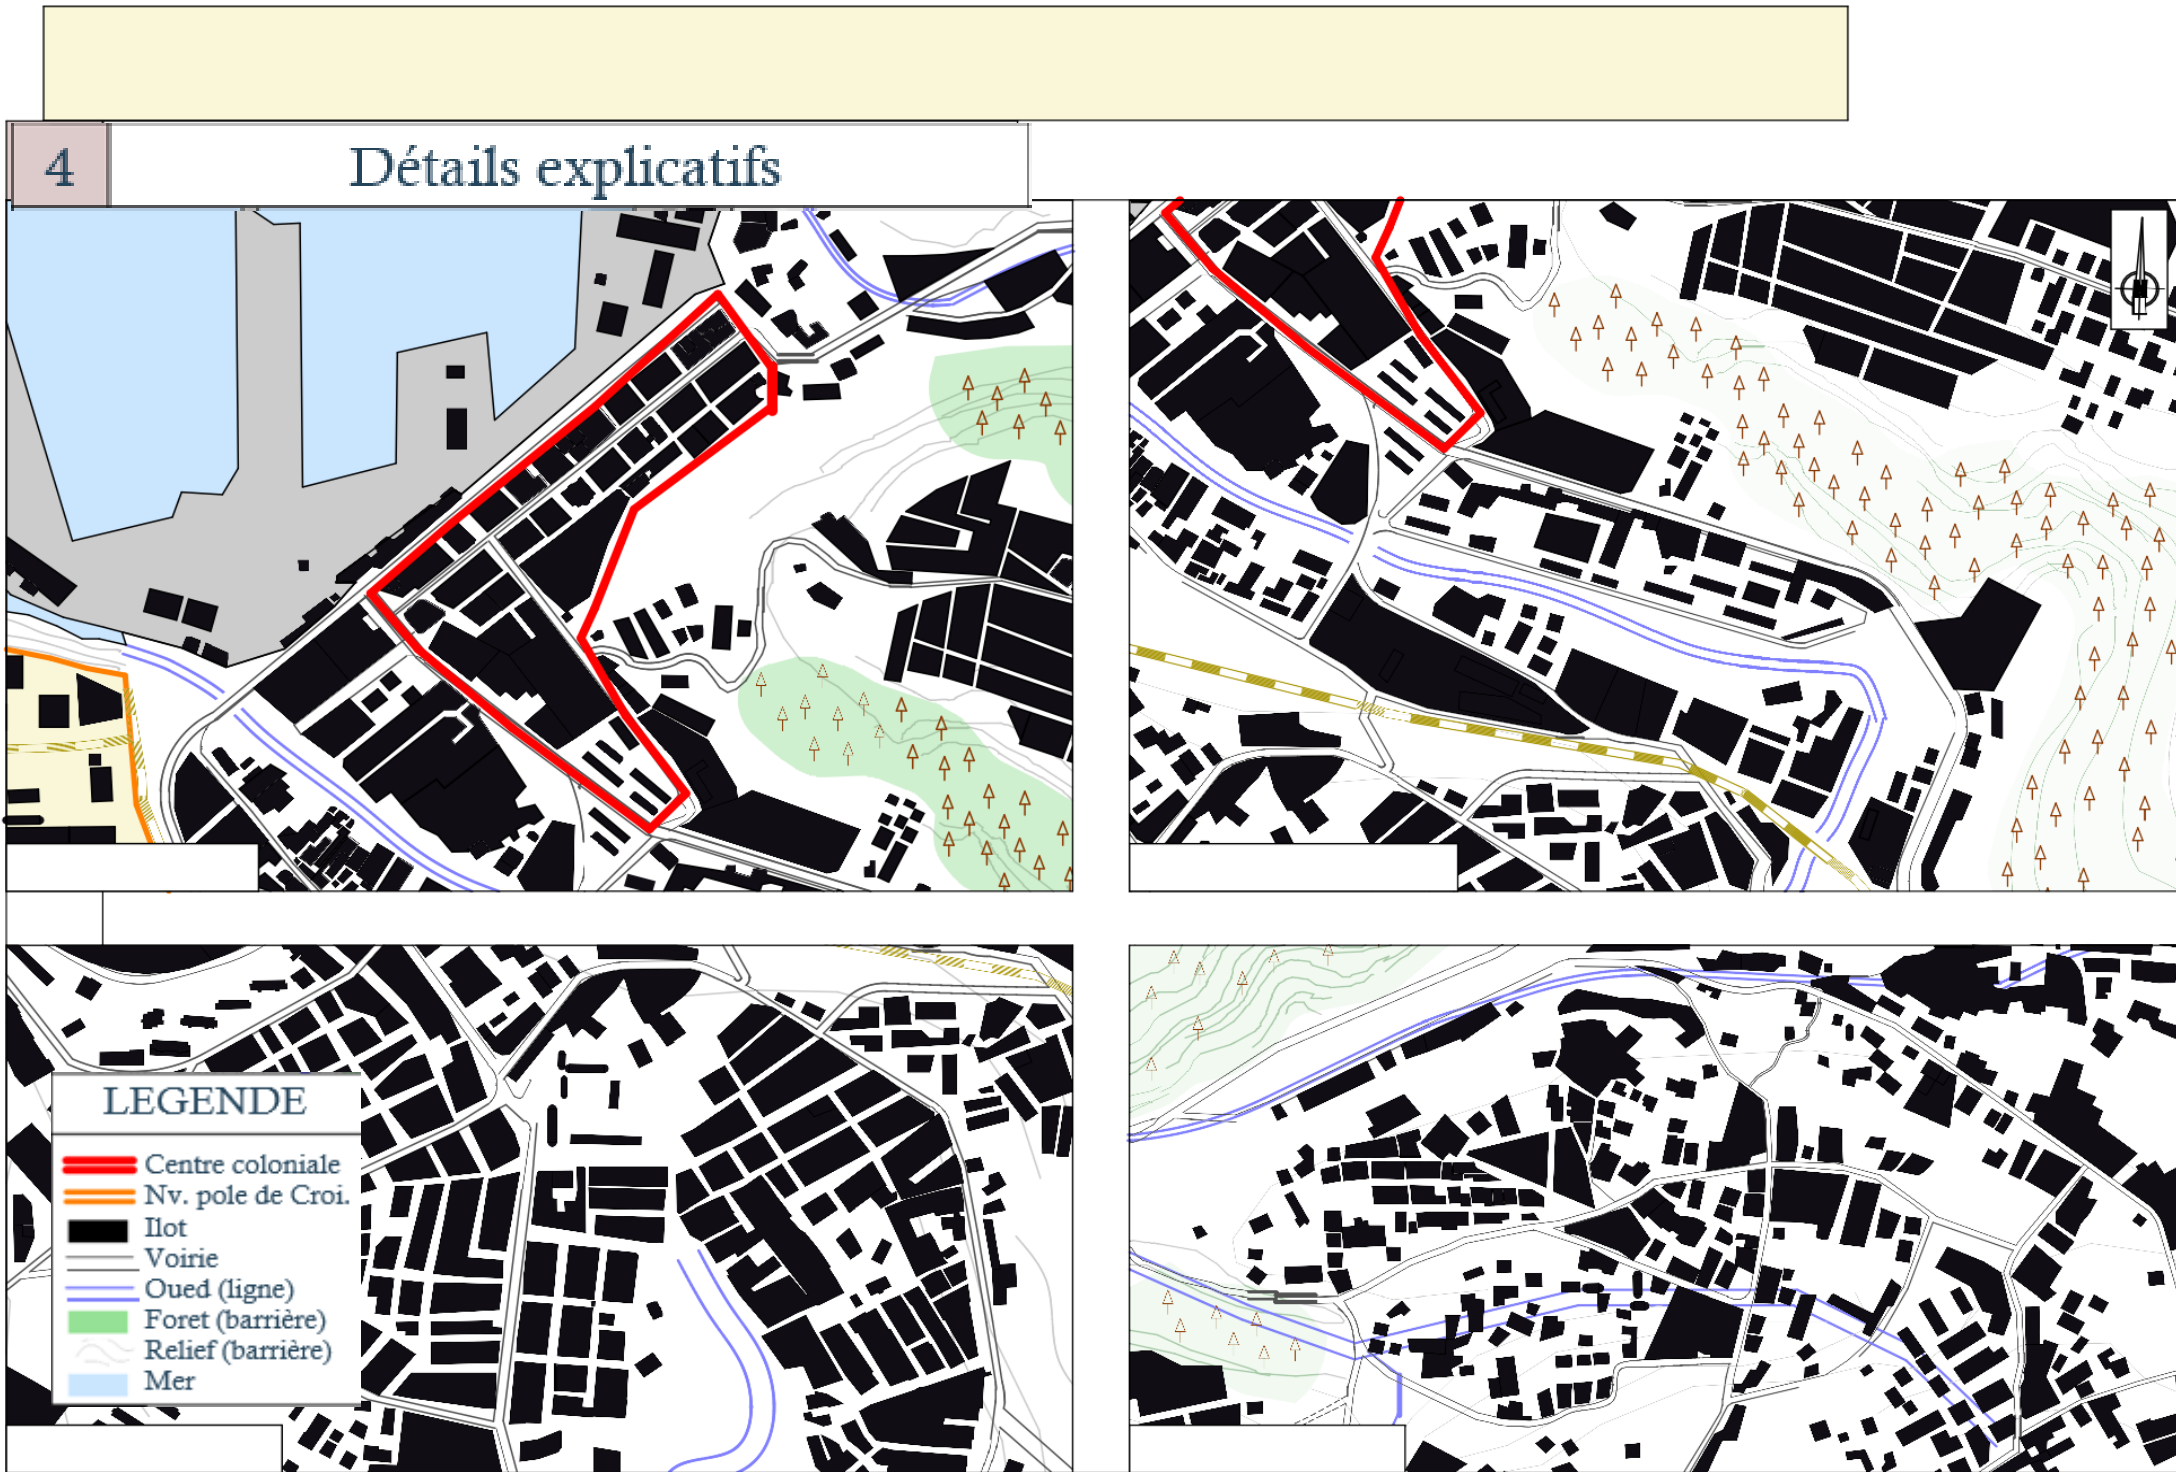 4
Détails explicatifs
LEGENDE
Centre coloniale
Nv. pole de Croi.
Ilot
Voirie
Oued (ligne)
Foret (barrière)
Relief (barrière)
Mer